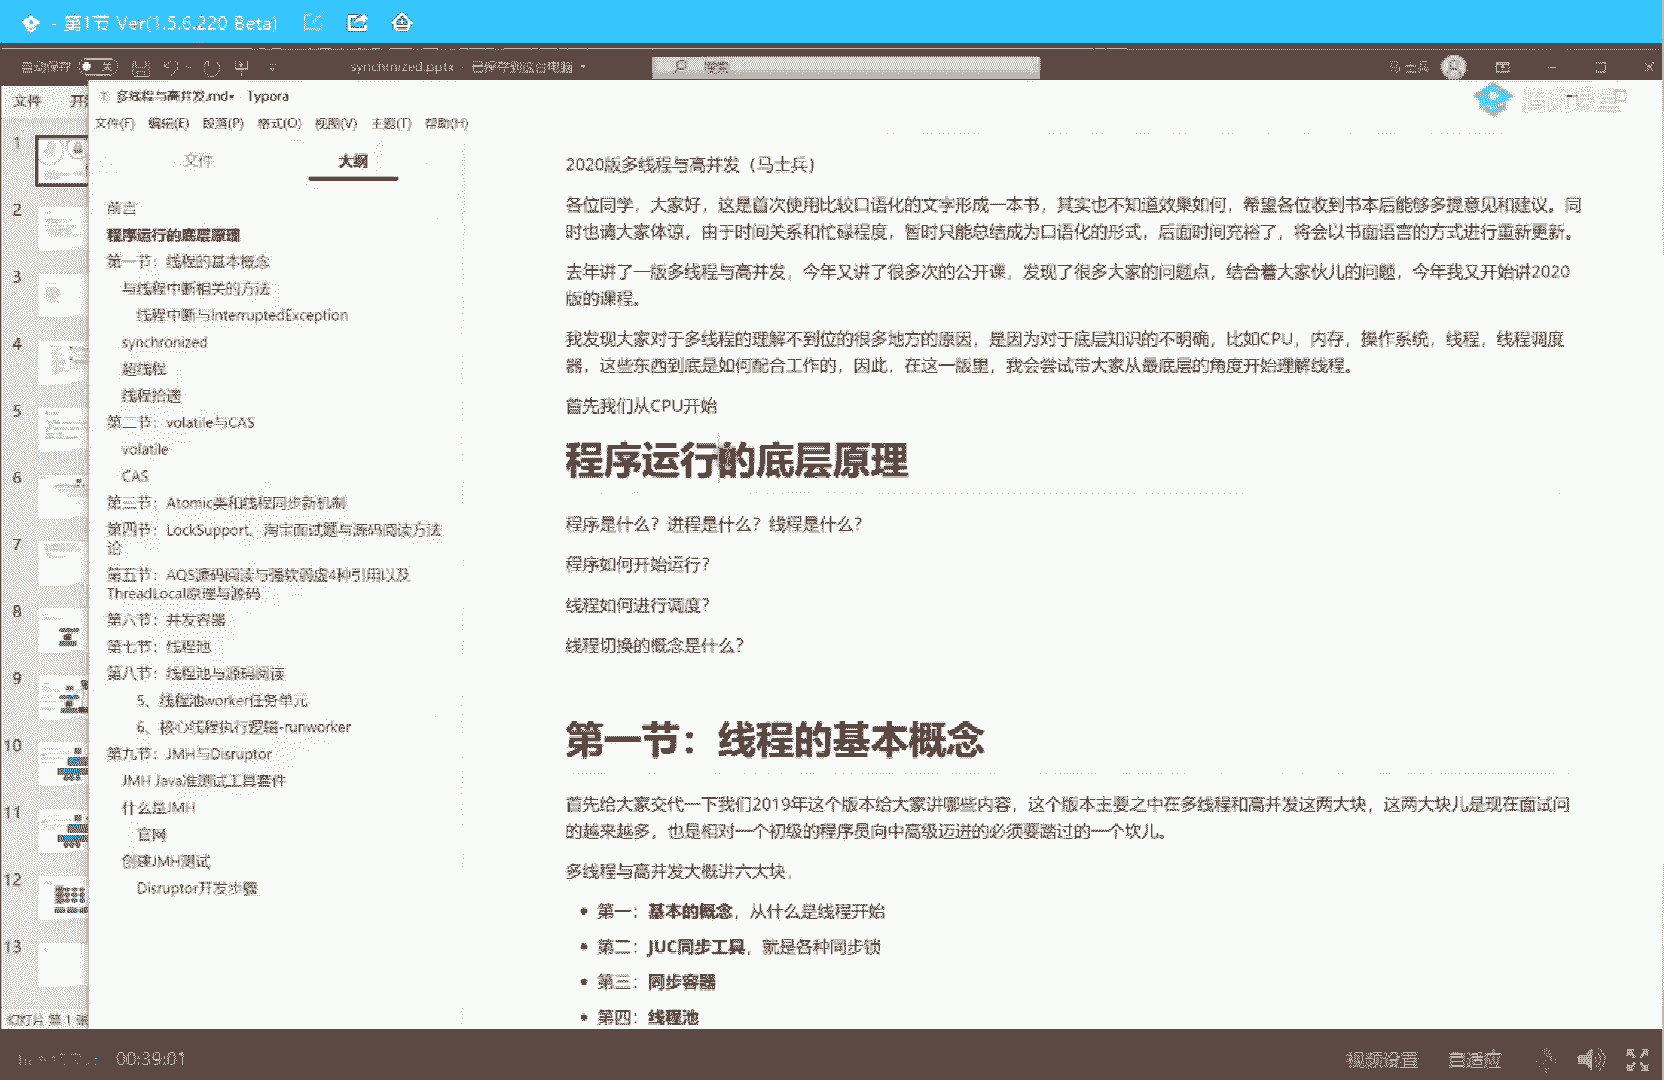 - 第1节 Ver(1.5.6.220 Beta)
自动保存 synchronized.pptx - 已保存到这台电脑 搜索 马 士兵
文件 开
多线程与高并发.md• Typora
文件(F) 编辑(E) 段落(P) 格式(O) 视图(V) 主题(T) 帮助(H)
文件 大纲
前言
程序运行的底层原理
第一节：线程的基本概念
与线程中断相关的方法
线程中断与InterruptedException
synchronized
超线程
线程拾遗
第二节：volatile与CAS
volatile
CAS
第三节：Atomic类和线程同步新机制
第四节：LockSupport、淘宝面试题与源码阅读方法
论
第五节：AQS源码阅读与强软弱虚4种引用以及
ThreadLocal原理与源码
第六节：并发容器
第七节：线程池
第八节：线程池与源码阅读
5、线程池worker任务单元
6、核心线程执行逻辑-runworker
第九节：JMH与Disruptor
JMH Java准测试工具套件
什么是JMH
官网
创建JMH测试
Disruptor开发步骤
1
2
3
4
5
6
7
8
9
10
11
12
13
幻灯片 第 1 张
2020版多线程与高并发（马士兵）
各位同学，大家好，这是首次使用比较口语化的文字形成一本书，其实也不知道效果如何，希望各位收到书本后能够多提意见和建议。同
时也请大家体谅，由于时间关系和忙碌程度，暂时只能总结成为口语化的形式，后面时间充裕了，将会以书面语言的方式进行重新更新。
去年讲了一版多线程与高并发，今年又讲了很多次的公开课，发现了很多大家的问题点，结合着大家伙儿的问题，今年我又开始讲2020
版的课程。
我发现大家对于多线程的理解不到位的很多地方的原因，是因为对于底层知识的不明确，比如CPU，内存，操作系统，线程，线程调度
器，这些东西到底是如何配合工作的，因此，在这一版里，我会尝试带大家从最底层的角度开始理解线程。
首先我们从CPU开始
程序运行的底层原理
程序是什么？进程是什么？线程是什么？
程序如何开始运行？
线程如何进行调度？
线程切换的概念是什么？
第一节：线程的基本概念
首先给大家交代一下我们2019年这个版本给大家讲哪些内容，这个版本主要之中在多线程和高并发这两大块，这两大块儿是现在面试问
的越来越多，也是相对一个初级的程序员向中高级迈进的必须要踏过的一个坎儿。
多线程与高并发大概讲六大块，
• 第一：基本的概念，从什么是线程开始
• 第二：JUC同步工具，就是各种同步锁
• 第三：同步容器
• 第四：线程池
00:39:01 视频设置 自适应